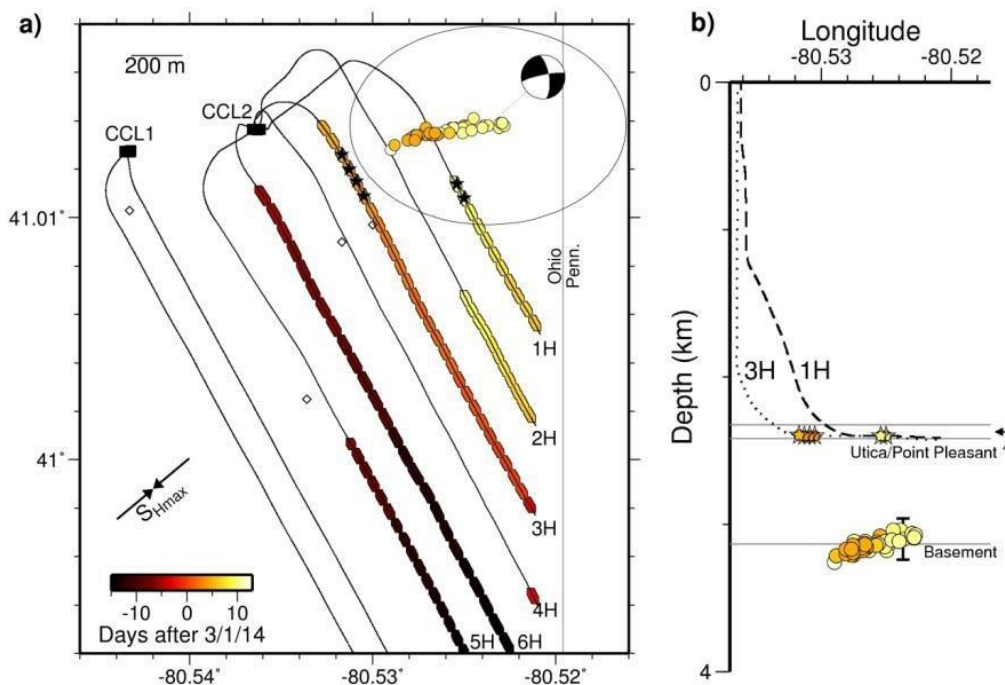 a)
200 m
CCL1
CCL2
41.01°
41°
Ohio
Penn.
1H
2H
3H
4H
5H
6H
SHmax
-10
0
10
Days after 3/1/14
-80.54°
-80.53°
-80.52°
b)
Longitude
-80.53
-80.52
0
Depth (km)
3H
1H
Utica/Point Pleasant
Basement
4